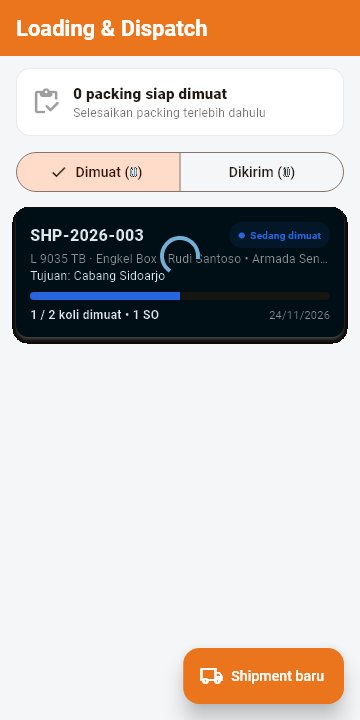 Loading & Dispatch
0 packing siap dimuat
Selesaikan packing terlebih dahulu
Dimuat
Dikirim
SHP-2026-003
Sedang dimuat
L 9035 TB · Engkel Box Rudi Santoso • Armada Sen...
Tujuan: Cabang Sidoarjo
1 / 2 koli dimuat • 1 SO
24/11/2026
Shipment baru